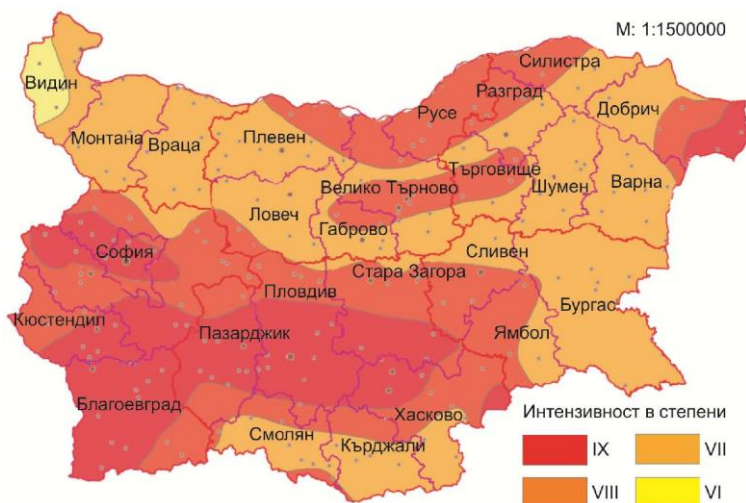 М: 1:1500000
Силистра
Видин
Разград
Добрич
Русе
Монтана
Враца
Плевен
Търговище
Велико Търново
Шумен
Варна
Ловеч
Габрово
София
Сливен
Стара Загора
Пловдив
Бургас
Кюстендил
Пазарджик
Ямбол
Благоевград
Хасково
Смолян
Кърджали
Интензивност в степени
IX
VII
VIII
VI